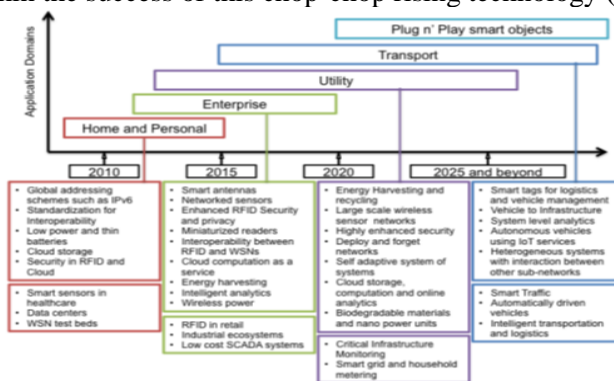 the success of this chop-chop rising technology (
Plug n' Play smart objects
Transport
Utility
Enterprise
Home and Personal
Application Domains
2010
2015
2020
2025 and beyond
• Global addressing
schemes such as IPv6
• Standardization for
Interoperability
• Low power and thin
batteries
• Cloud storage
• Security in RFID and
Cloud
• Smart sensors in
healthcare
• Data centers
• WSN test beds
• Smart antennas
• Networked sensors
• Enhanced RFID Security
and privacy
• Miniaturized readers
• Interoperability between
RFID and WSNs
• Cloud computation as a
service
• Energy harvesting
• Intelligent analytics
• Wireless power
• RFID in retail
• Industrial ecosystems
• Low cost SCADA systems
• Energy Harvesting and
recycling
• Large scale wireless
sensor networks
• Highly enhanced security
• Deploy and forget
networks
• Self adaptive system of
systems
• Cloud storage,
computation and online
analytics
• Biodegradable materials
and nano power units
• Critical Infrastructure
Monitoring
• Smart grid and household
metering
• Smart tags for logistics
and vehicle management
• Vehicle to Infrastructure
• System level analytics
• Autonomous vehicles
using IoT services
• Heterogeneous systems
with interaction between
other sub-networks
• Smart Traffic
• Automatically driven
vehicles
• Intelligent transportation
and logistics